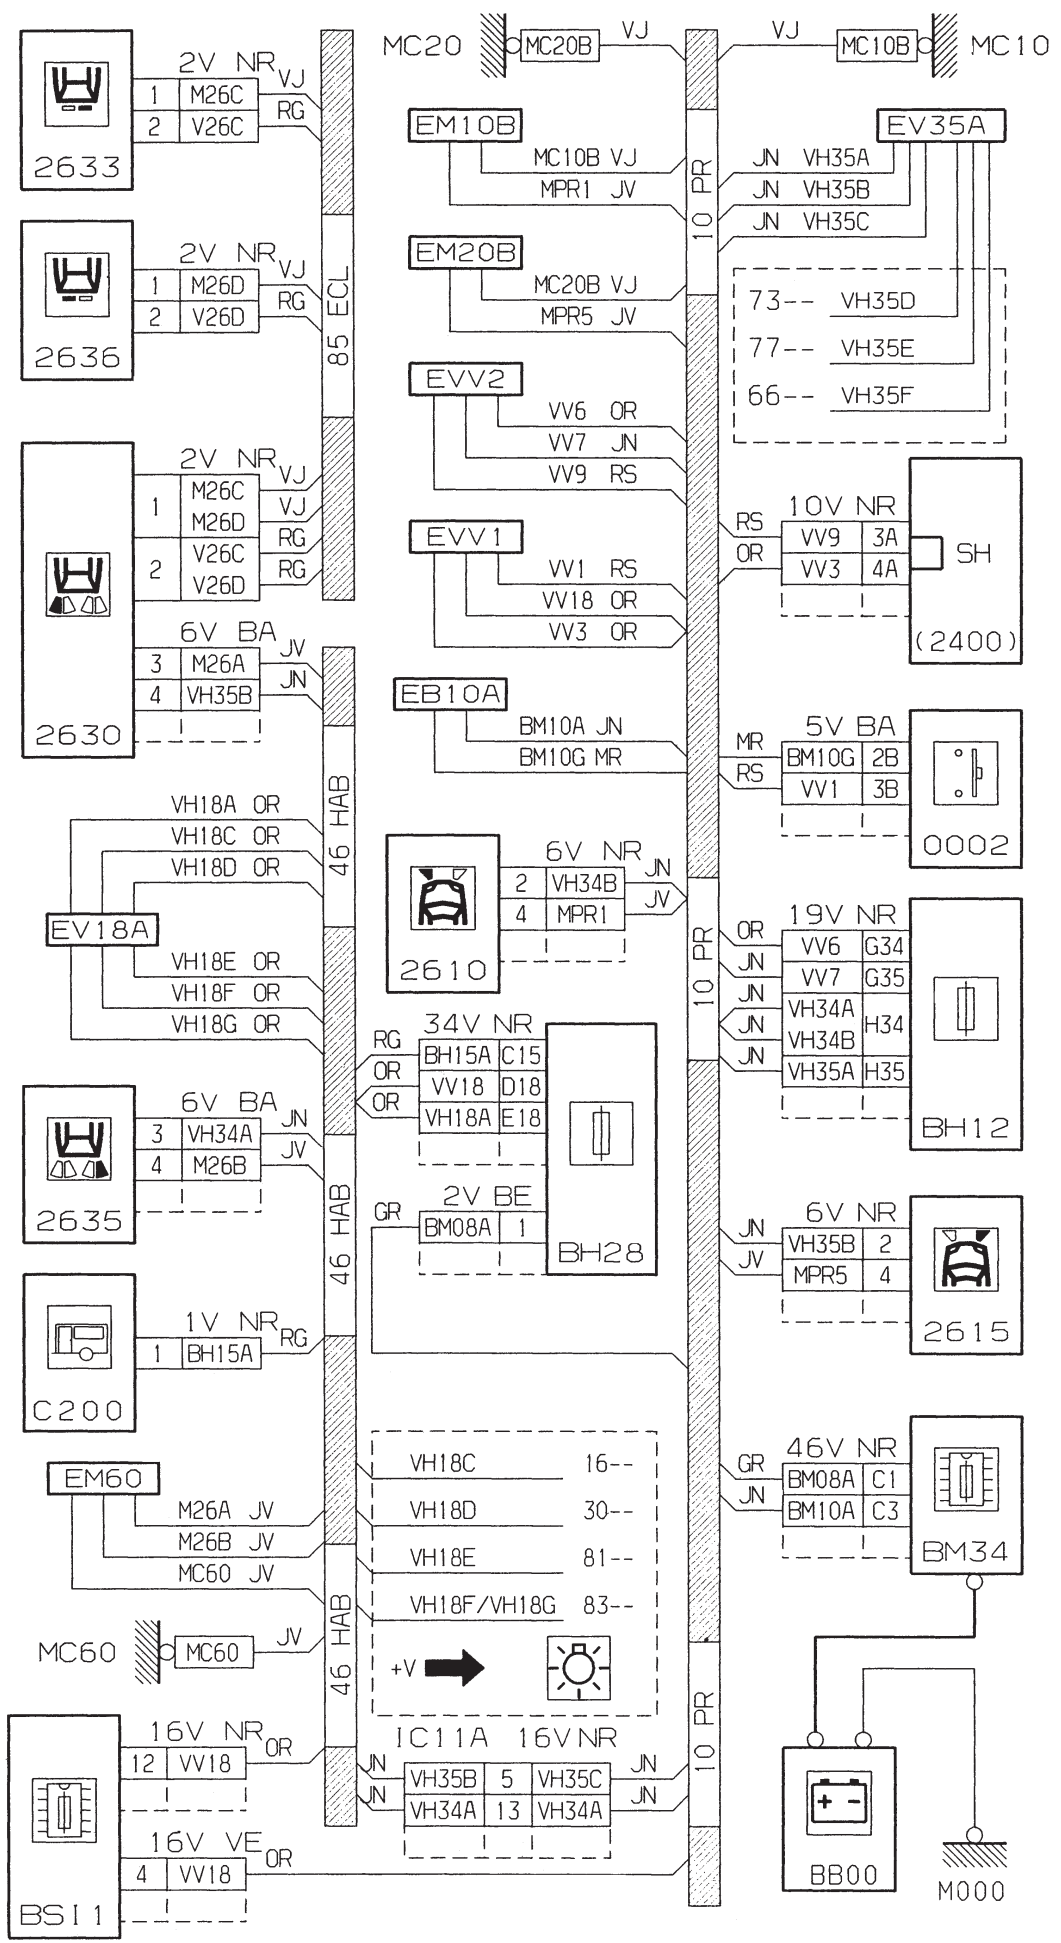 MC20
MC20B
VJ
VJ
MC10B
MC10
2633
2V NR
1 M26C VJ
2 V26C RG
2636
2V NR
1 M26D VJ
2 V26D RG
85 ECL
2630
2V NR
1 M26C VJ
M26D VJ
2 V26C RG
V26D RG
6V BA
3 M26A JV
4 VH35B JN
46 HAB
VH18A OR
VH18C OR
VH18D OR
EV18A
VH18E OR
VH18F OR
VH18G OR
2635
6V BA
3 VH34A JN
4 M26B JV
46 HAB
C200
1V NR
1 BH15A RG
EM60
M26A JV
M26B JV
MC60 JV
46 HAB
MC60
MC60
JV
BSI1
16V NR
12 VV18 OR
16V VE
4 VV18 OR
EM10B
MC10B VJ
MPR1 JV
10 PR
EM20B
MC20B VJ
MPR5 JV
EVV2
VV6 OR
VV7 JN
VV9 RS
EVV1
VV1 RS
VV18 OR
VV3 OR
EB10A
BM10A JN
BM10G MR
2610
6V NR
2 VH34B JN
4 MPR1 JV
10 PR
34V NR
RG BH15A C15
OR VV18 D18
OR VH18A E18
2V BE
GR BM08A 1
BH28
VH18C 16--
VH18D 30--
VH18E 81--
VH18F/VH18G 83--
+V
IC11A 16V NR
JN VH35B 5 VH35C JN
JN VH34A 13 VH34A JN
10 PR
EV35A
JN VH35A
JN VH35B
JN VH35C
73-- VH35D
77-- VH35E
66-- VH35F
10V NR
RS VV9 3A
OR VV3 4A
SH
(2400)
5V BA
MR BM10G 2B
RS VV1 3B
0002
19V NR
OR VV6 G34
JN VV7 G35
JN VH34A H34
JN VH34B
JN VH35A H35
BH12
6V NR
JN VH35B 2
JV MPR5 4
2615
46V NR
GR BM08A C1
JN BM10A C3
BM34
+ -
BB00
M000